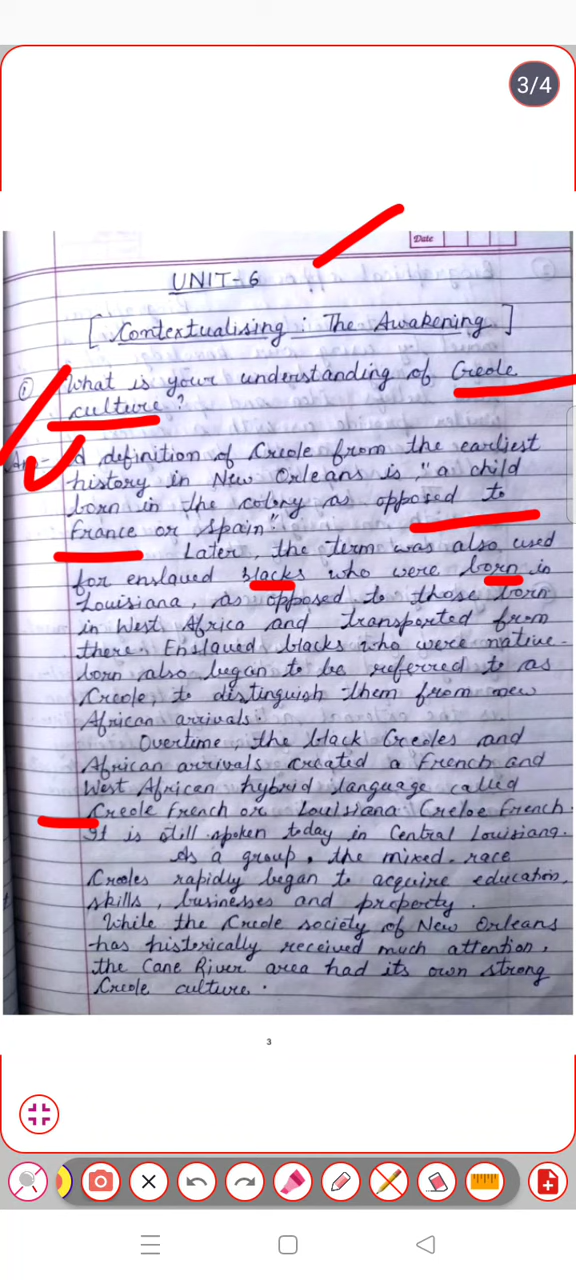 3/4
Date
UNIT-6
[ Contextualising : The Awakening ]
① What is your understanding of Creole
culture?
Ans- A definition of Creole from the earliest
history in New Orleans is "a child
born in the colony as opposed to
France or Spain".
Later, the term was also used
for enslaved blacks who were born in
Louisiana, as opposed to those born
in West Africa and transported from
there. Enslaved blacks who were native-
born also began to be referred to as
Creole, to distinguish them from new
African arrivals.
Overtime, the black Creoles and
African arrivals created a French and
West African hybrid language called
Creole French or Louisiana Creloe French.
It is still spoken today in Central Louisiana.
As a group, the mixed-race
Creoles rapidly began to acquire education,
skills, businesses and property.
While the Creole society of New Orleans
has historically received much attention,
the Cane River area had its own strong
Creole culture.
3